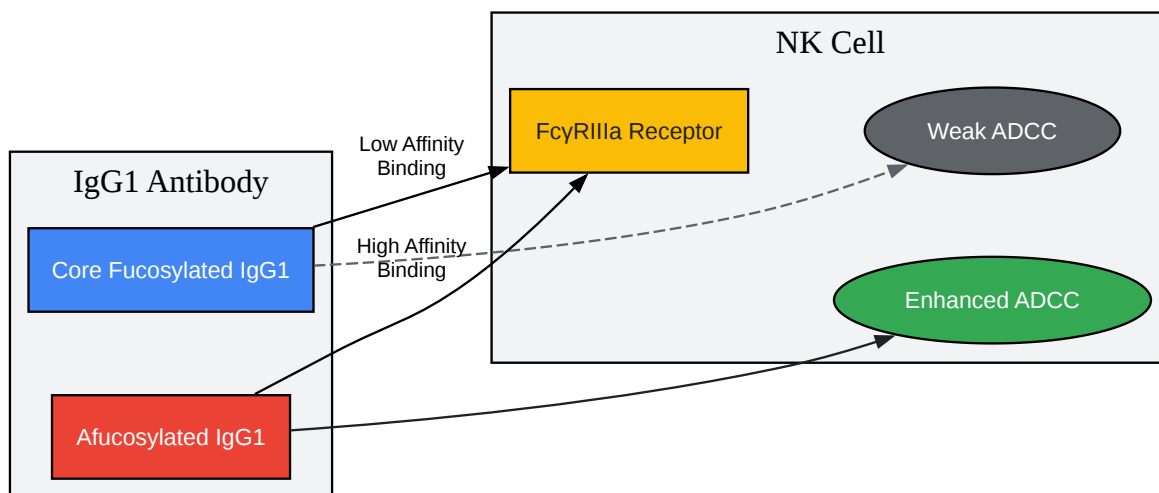 NK Cell
FcγRIIIa Receptor
Weak ADCC
Low Affinity
Binding
IgG1 Antibody
Core Fucosylated IgG1
High Affinity
Binding
Enhanced ADCC
Afucosylated IgG1